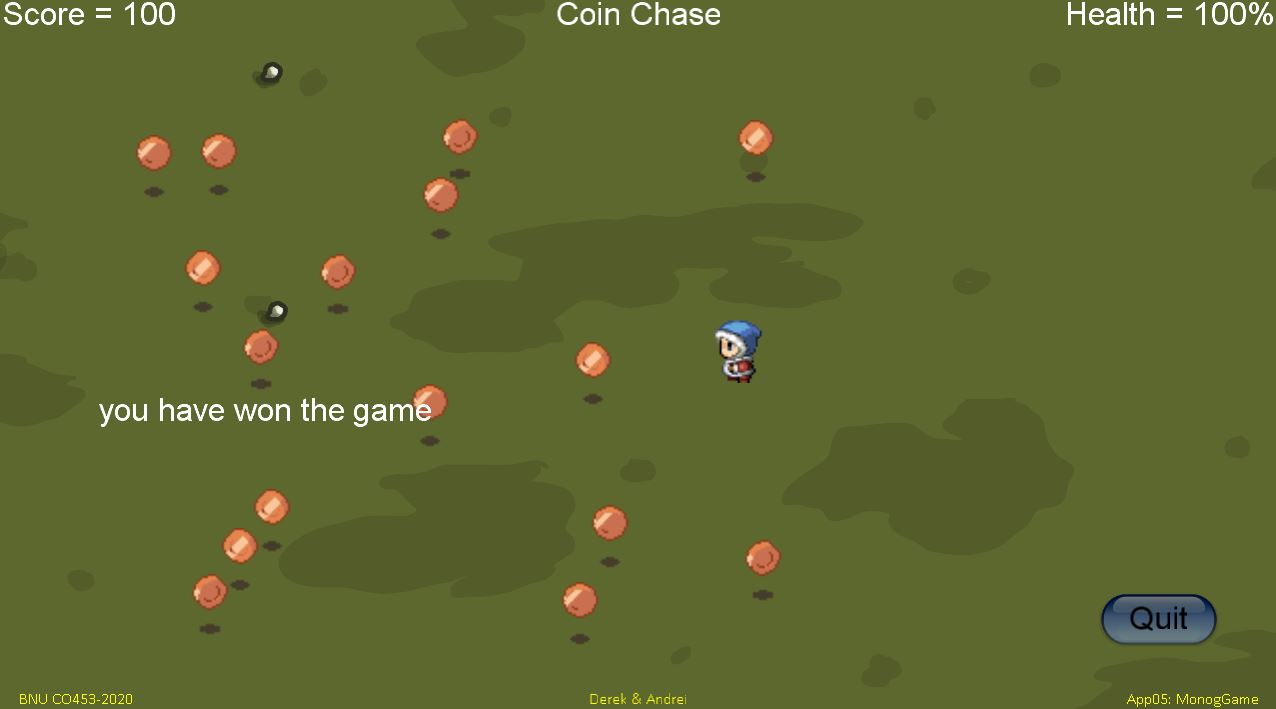 Score = 100
Coin Chase
Health = 100%
you have won the game
Quit
BNU CO453-2020
Derek & Andrei
App05: MonogGame